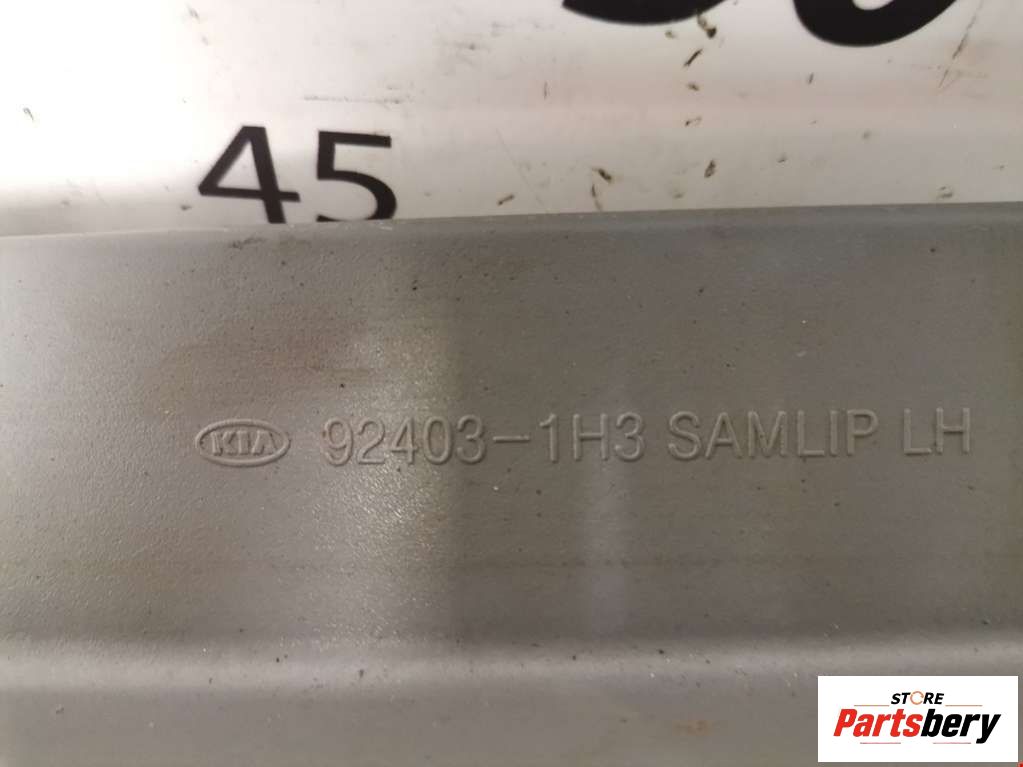 45
KIA 92403-1H3 SAMLIP LH
STORE
Partsbery